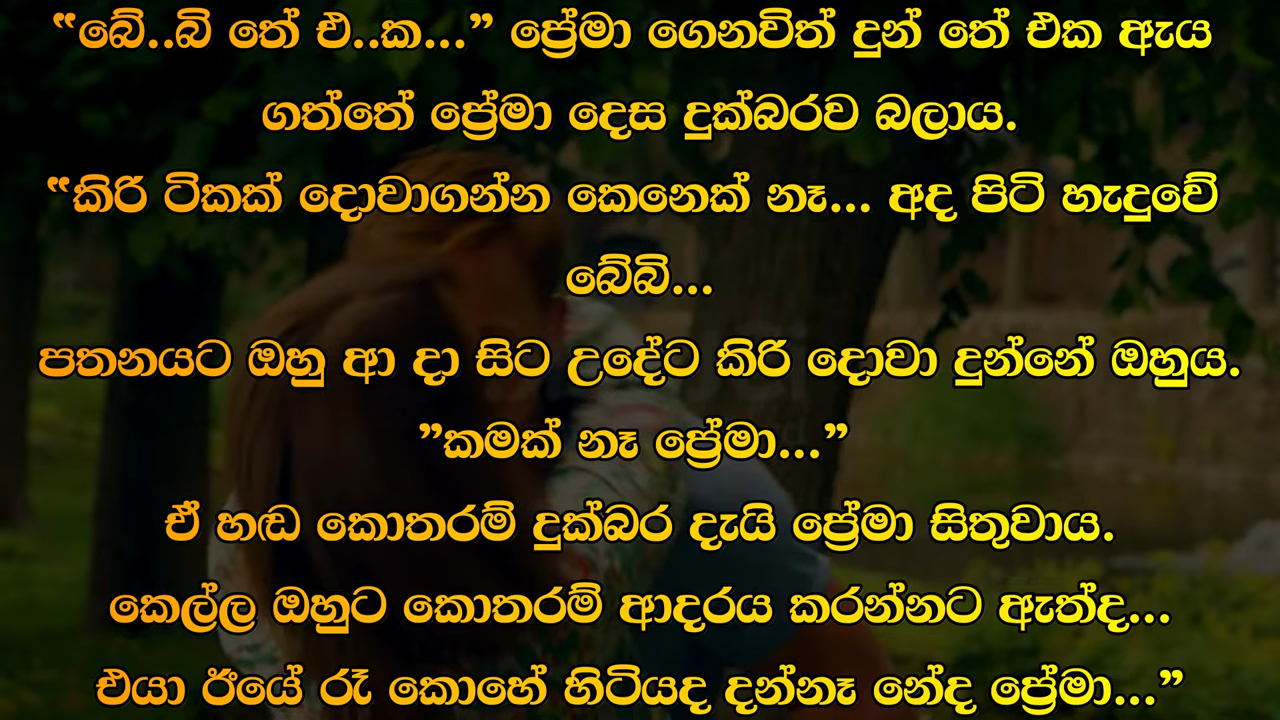 “බේ..බි තේ එ..ක...” ප්‍රේමා ගෙනවිත් දුන් තේ එක ඇය
ගත්තේ ප්‍රේමා දෙස දුක්බරව බලාය.
“කිරි ටිකක් දොවාගන්න කෙනෙක් නෑ... අද පිටි හැදුවේ
බේබි...
පතනයට ඔහු ආ දා සිට උදේට කිරි දොවා දුන්නේ ඔහුය.
”කමක් නෑ ප්‍රේමා...”
ඒ හඬ කොතරම් දුක්බර දැයි ප්‍රේමා සිතුවාය.
කෙල්ල ඔහුට කොතරම් ආදරය කරන්නට ඇත්ද...
එයා ඊයේ රෑ කොහේ හිටියද දන්නෑ නේද ප්‍රේමා...”